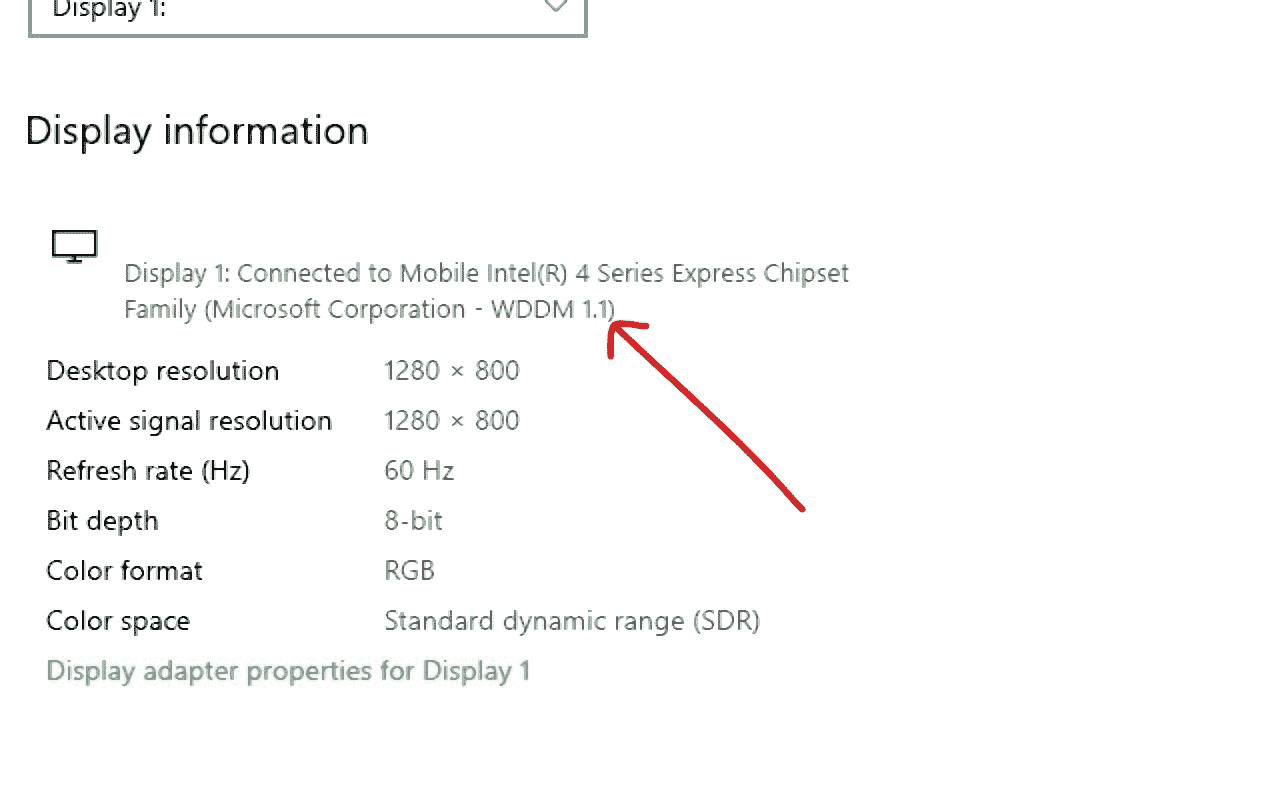 Display 1:
Display information
Display 1: Connected to Mobile Intel(R) 4 Series Express Chipset
Family (Microsoft Corporation - WDDM 1.1)
Desktop resolution 1280 × 800
Active signal resolution 1280 × 800
Refresh rate (Hz) 60 Hz
Bit depth 8-bit
Color format RGB
Color space Standard dynamic range (SDR)
Display adapter properties for Display 1